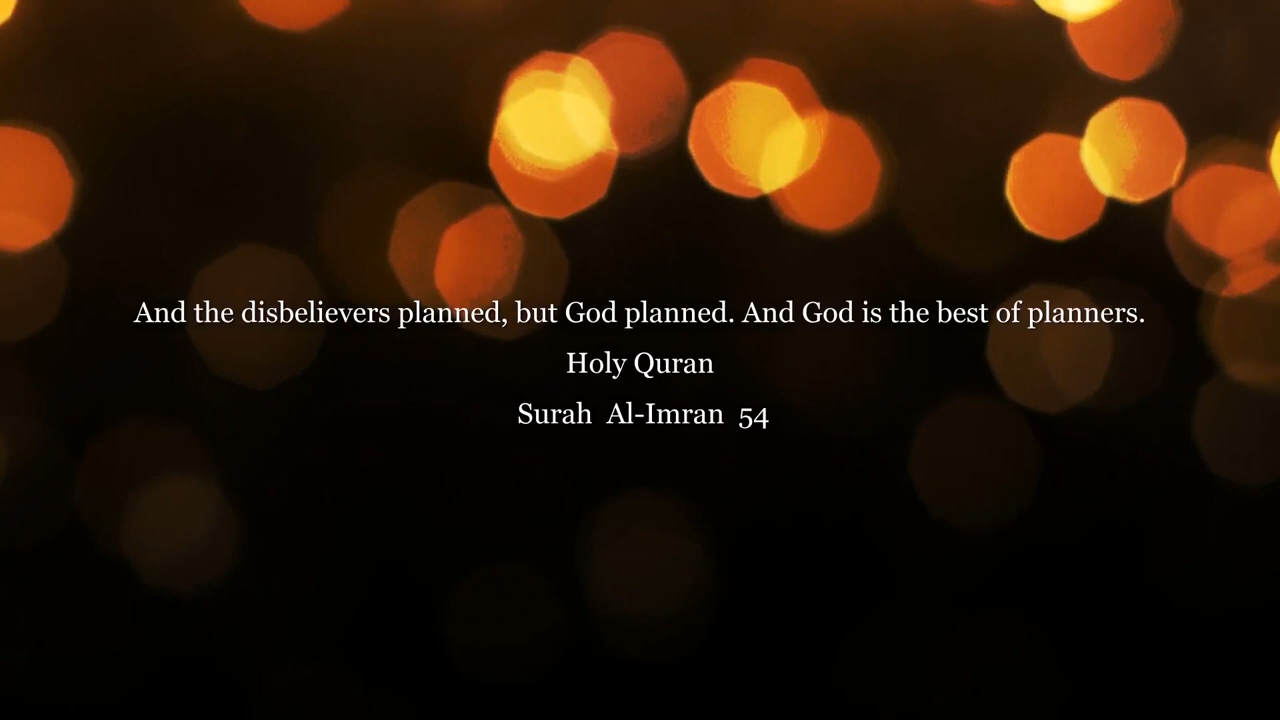 And the disbelievers planned, but God planned. And God is the best of planners.
Holy Quran
Surah Al-Imran 54